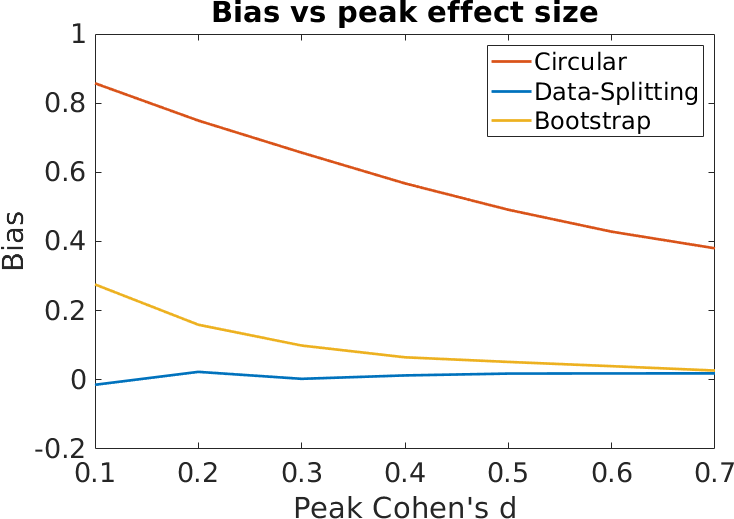 Bias vs peak effect size
Circular
Data-Splitting
Bootstrap
Bias
1
0.8
0.6
0.4
0.2
0
-0.2
0.1 0.2 0.3 0.4 0.5 0.6 0.7
Peak Cohen's d